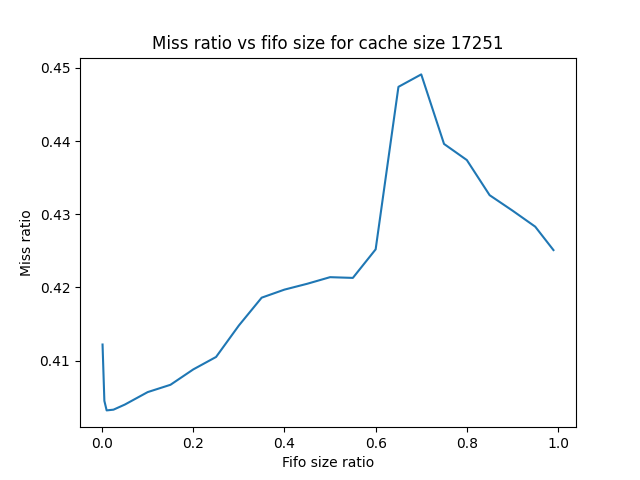 Miss ratio vs fifo size for cache size 17251
0.45
0.44
0.43
0.42
0.41
Miss ratio
0.0 0.2 0.4 0.6 0.8 1.0
Fifo size ratio